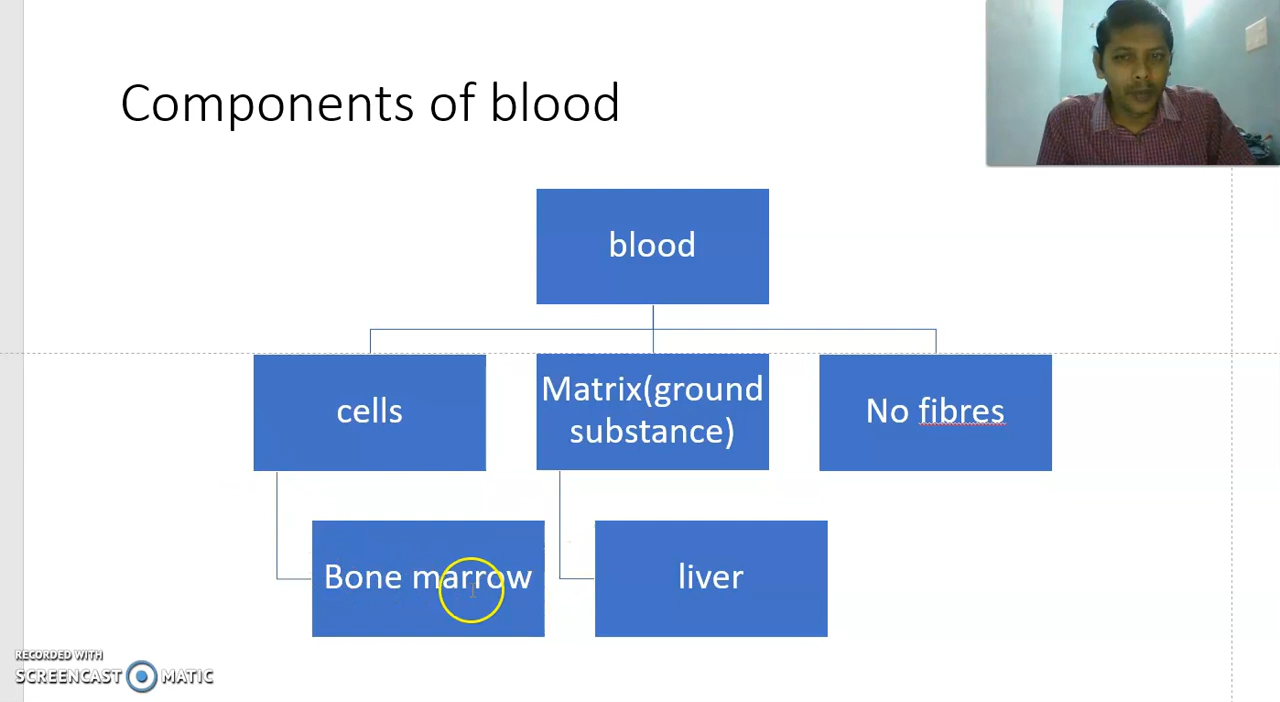 Components of blood
blood
cells
Matrix(ground
substance)
No fibres
Bone marrow
liver
RECORDED WITH
SCREENCAST MATIC